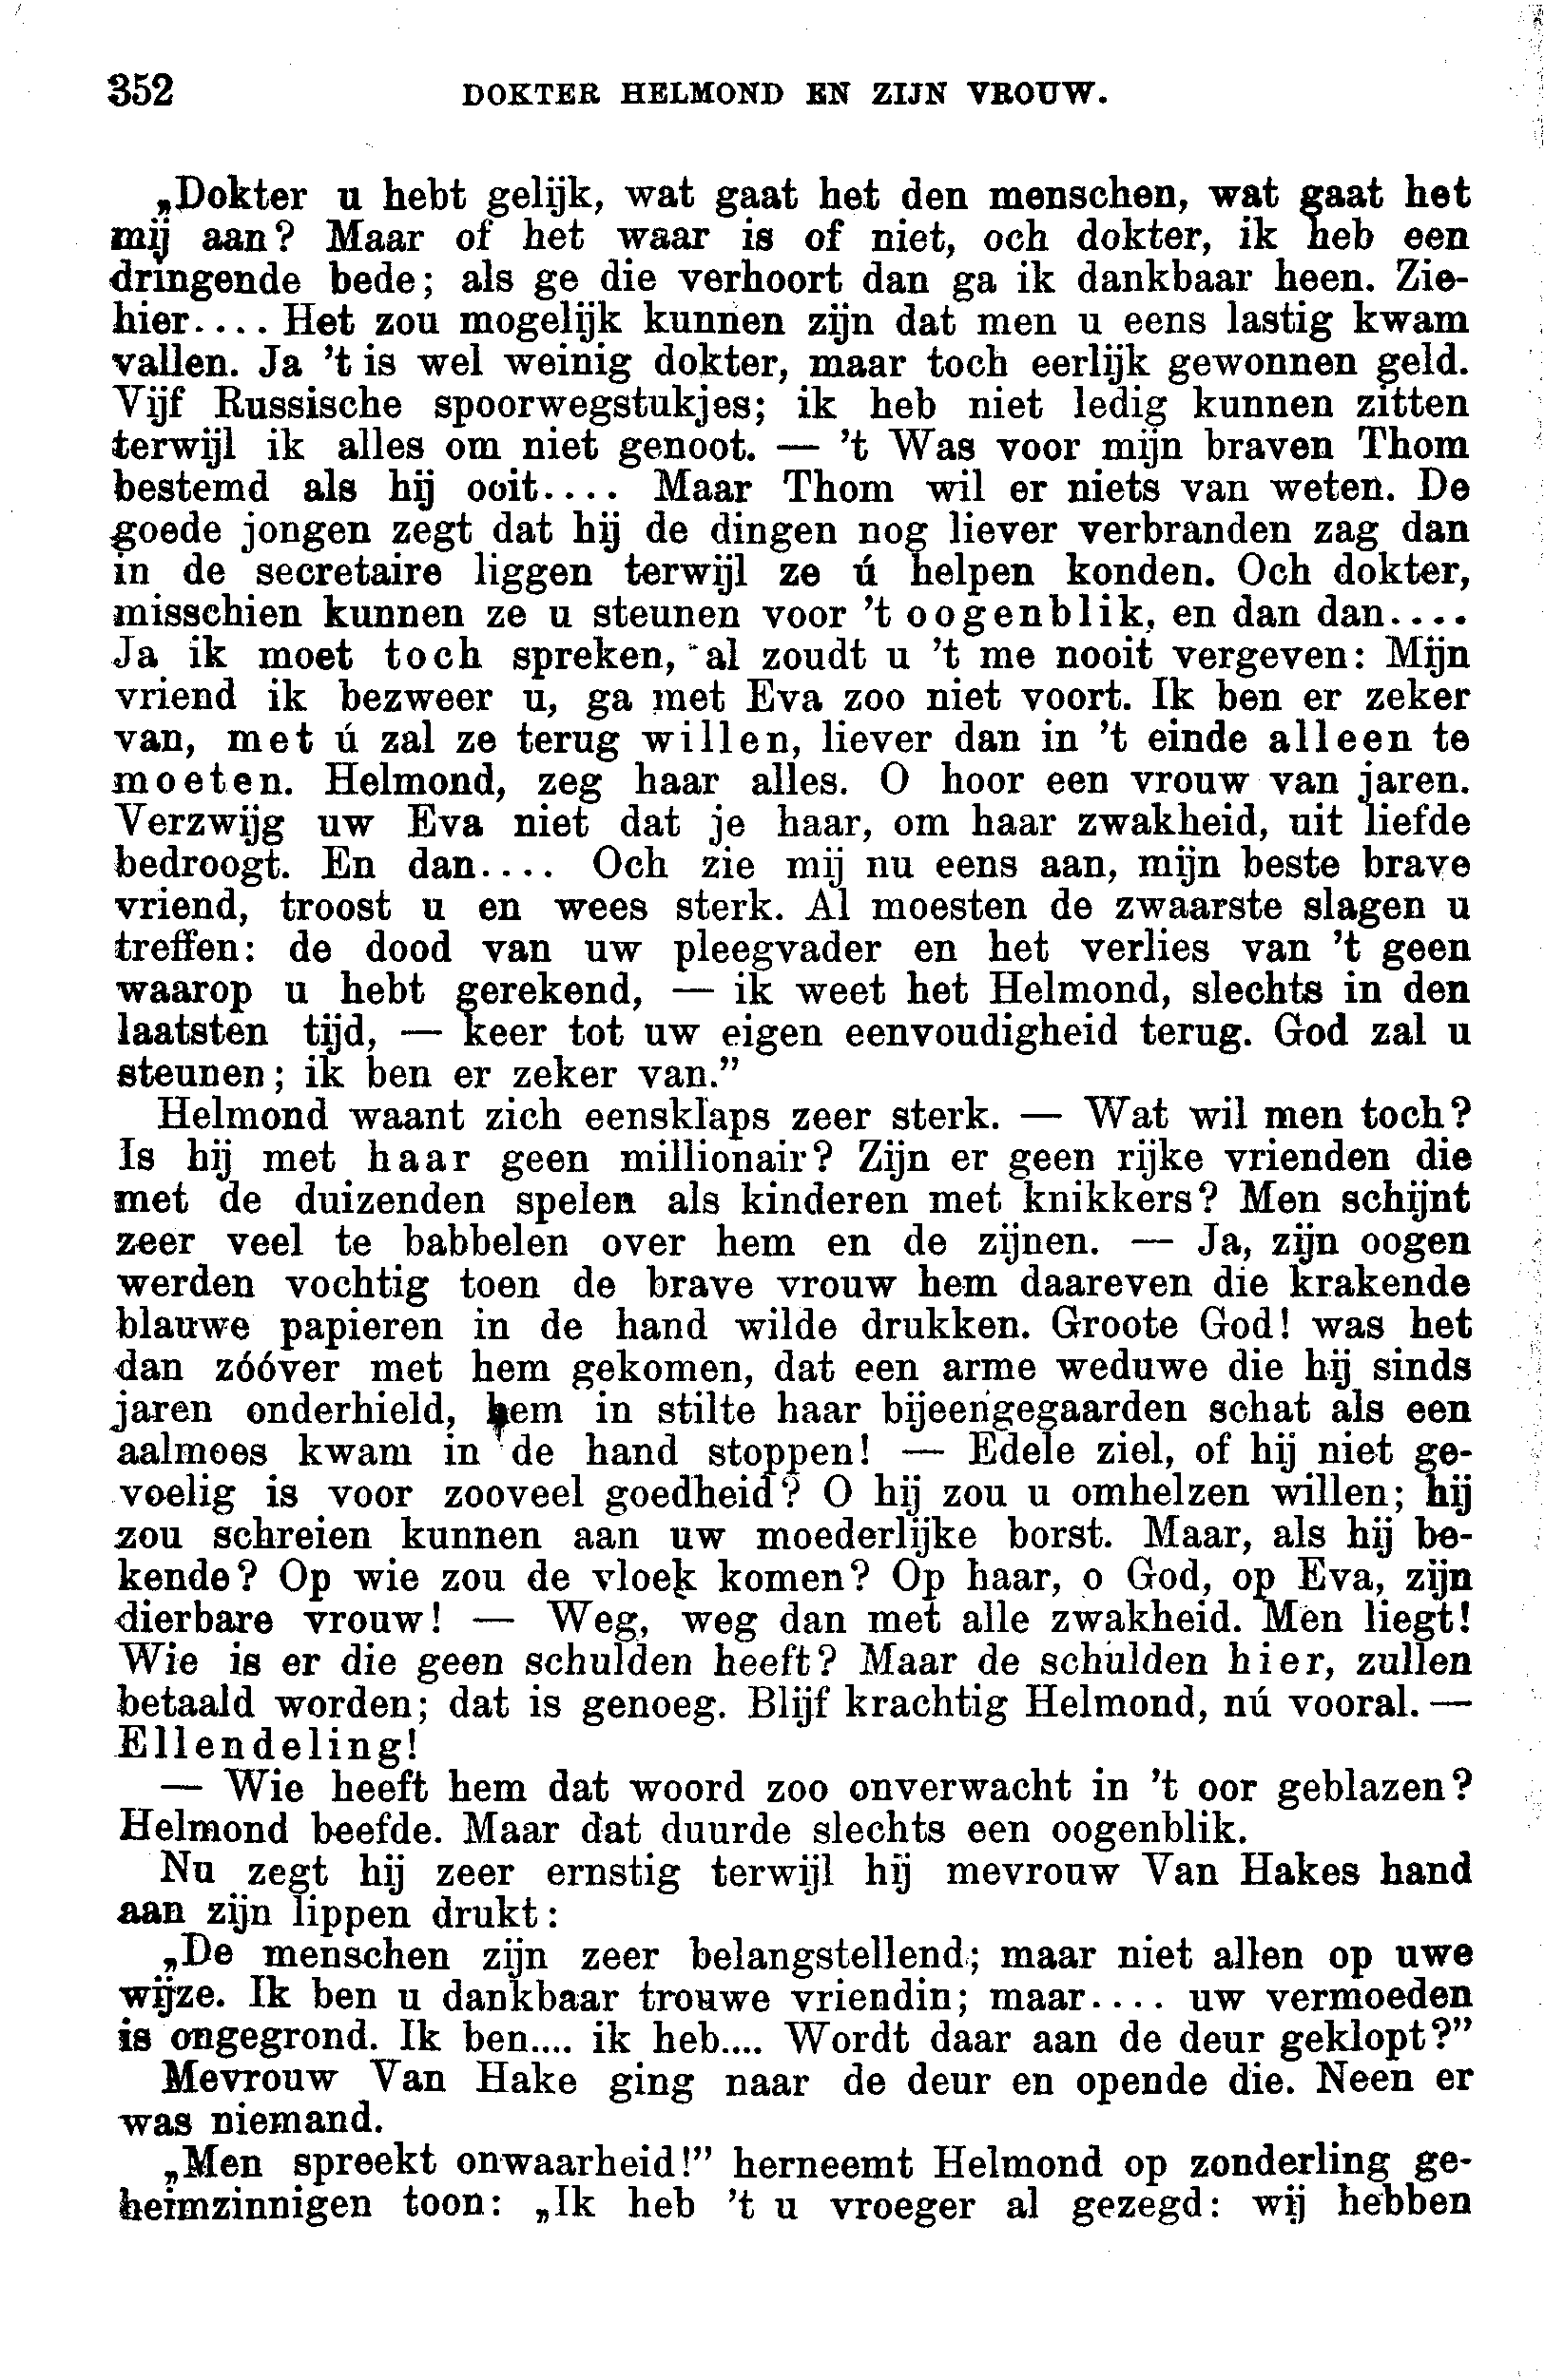 352 DOKTER HELMOND EN ZIJN VROUW.
„Dokter u hebt gelijk, wat gaat het den menschen, wat gaat het
mij aan? Maar of het waar is of niet, och dokter, ik heb een
dringende bede; als ge die verhoort dan ga ik dankbaar heen. Zie-
hier.... Het zou mogelijk kunnen zijn dat men u eens lastig kwam
vallen. Ja 't is wel weinig dokter, maar toch eerlijk gewonnen geld.
Vijf Russische spoorwegstukjes; ik heb niet ledig kunnen zitten
terwijl ik alles om niet genoot. — 't Was voor mijn braven Thom
bestemd als hij ooit.... Maar Thom wil er niets van weten. De
goede jongen zegt dat hij de dingen nog liever verbranden zag dan
in de secretaire liggen terwijl ze ú helpen konden. Och dokter,
misschien kunnen ze u steunen voor 't oogenblik, en dan dan....
Ja ik moet toch spreken, al zoudt u 't me nooit vergeven: Mijn
vriend ik bezweer u, ga met Eva zoo niet voort. Ik ben er zeker
van, met ú zal ze terug willen, liever dan in 't einde alleen te
moeten. Helmond, zeg haar alles. O hoor een vrouw van jaren.
Verzwijg uw Eva niet dat je haar, om haar zwakheid, uit liefde
bedroogt. En dan.... Och zie mij nu eens aan, mijn beste brave
vriend, troost u en wees sterk. Al moesten de zwaarste slagen u
treffen: de dood van uw pleegvader en het verlies van 't geen
waarop u hebt gerekend, — ik weet het Helmond, slechts in den
laatsten tijd, — keer tot uw eigen eenvoudigheid terug. God zal u
steunen; ik ben er zeker van.”
Helmond waant zich eensklaps zeer sterk. — Wat wil men toch?
Is hij met haar geen millionair? Zijn er geen rijke vrienden die
met de duizenden spelen als kinderen met knikkers? Men schijnt
zeer veel te babbelen over hem en de zijnen. — Ja, zijn oogen
werden vochtig toen de brave vrouw hem daareven die krakende
blauwe papieren in de hand wilde drukken. Groote God! was het
dan zóóver met hem gekomen, dat een arme weduwe die hij sinds
jaren onderhield, hem in stilte haar bijeengegaarden schat als een
aalmoes kwam in de hand stoppen! — Edele ziel, of hij niet ge-
voelig is voor zooveel goedheid? O hij zou u omhelzen willen; hij
zou schreien kunnen aan uw moederlijke borst. Maar, als hij be-
kende? Op wie zou de vloek komen? Op haar, o God, op Eva, zijn
dierbare vrouw! — Weg, weg dan met alle zwakheid. Men liegt!
Wie is er die geen schulden heeft? Maar de schulden hier, zullen
betaald worden; dat is genoeg. Blijf krachtig Helmond, nú vooral. —
Ellendeling!
— Wie heeft hem dat woord zoo onverwacht in 't oor geblazen?
Helmond beefde. Maar dat duurde slechts een oogenblik.
Nu zegt hij zeer ernstig terwijl hij mevrouw Van Hakes hand
aan zijn lippen drukt:
„De menschen zijn zeer belangstellend; maar niet allen op uwe
wijze. Ik ben u dankbaar trouwe vriendin; maar.... uw vermoeden
is ongegrond. Ik ben.... ik heb.... Wordt daar aan de deur geklopt?”
Mevrouw Van Hake ging naar de deur en opende die. Neen er
was niemand.
„Men spreekt onwaarheid!” herneemt Helmond op zonderling ge-
heimzinnigen toon: „Ik heb 't u vroeger al gezegd: wij hebben